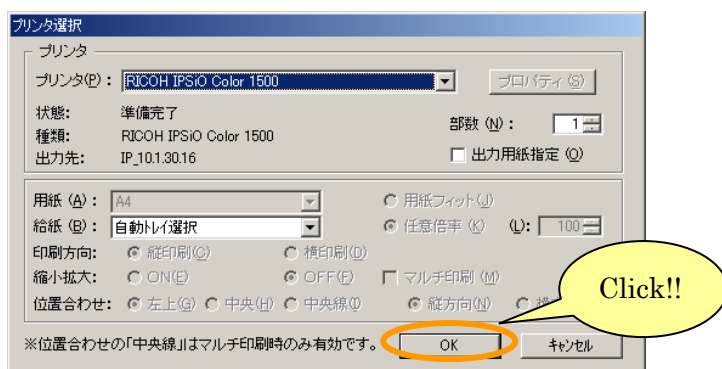 プリンタ選択
プリンタ
プリンタ(P): RICOH IPSiO Color 1500 プロパティ(S)
状態: 準備完了
部数(N): 1
種類: RICOH IPSiO Color 1500
出力先: IP_10.1.30.16 出力用紙指定(O)
用紙(A): A4 用紙フィット(J)
給紙(B): 自動トレイ選択 任意倍率(K) (L): 100
印刷方向: 縦印刷(C) 横印刷(D)
縮小拡大: ON(E) OFF(F) マルチ印刷(M)
位置合わせ: 左上(G) 中央(H) 中央線(I) 縦方向(N)
Click!!
※位置合わせの「中央線」はマルチ印刷時のみ有効です。 OK キャンセル